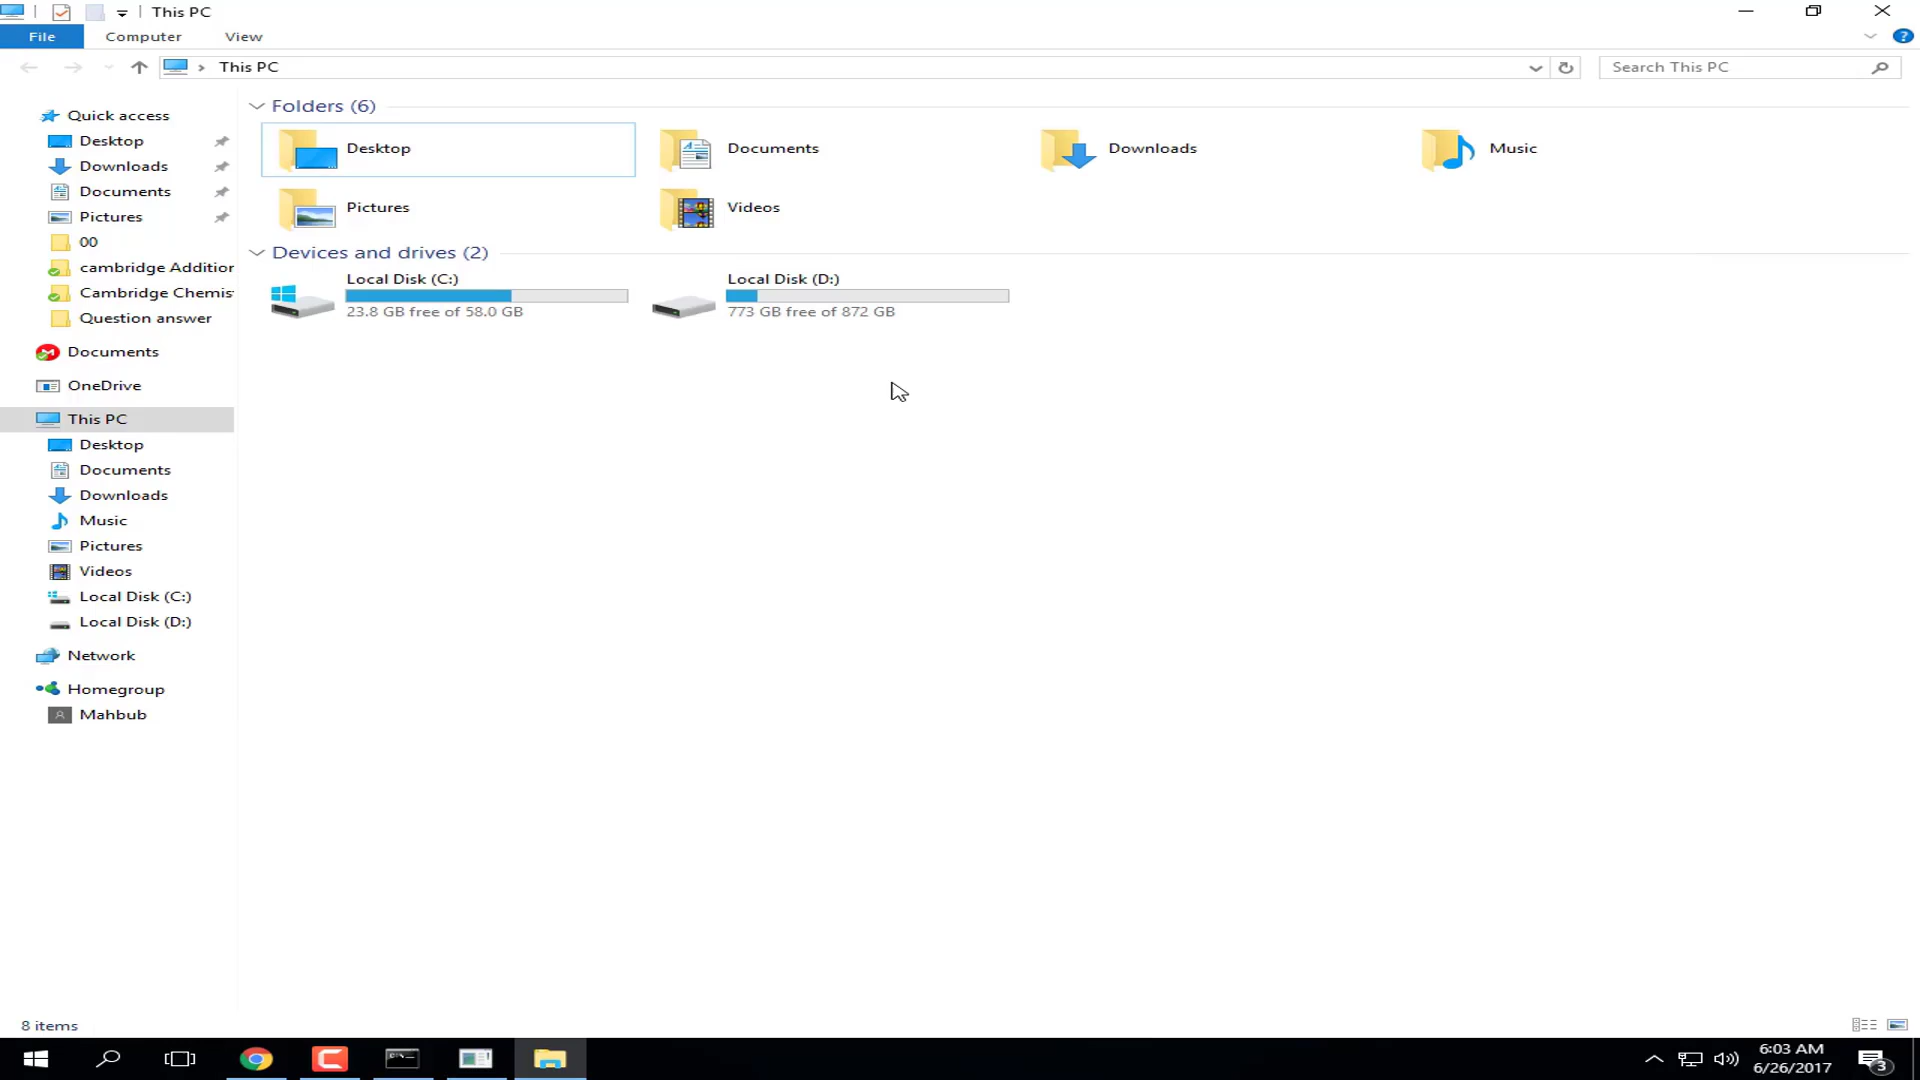 This PC
File Computer View
This PC
Search This PC
Quick access
Desktop
Downloads
Documents
Pictures
00
cambridge Addition
Cambridge Chemis
Question answer
Documents
OneDrive
This PC
Desktop
Documents
Downloads
Music
Pictures
Videos
Local Disk (C:)
Local Disk (D:)
Network
Homegroup
Mahbub
Folders (6)
Desktop
Documents
Downloads
Music
Pictures
Videos
Devices and drives (2)
Local Disk (C:)
23.8 GB free of 58.0 GB
Local Disk (D:)
773 GB free of 872 GB
8 items
6:03 AM
6/26/2017
3